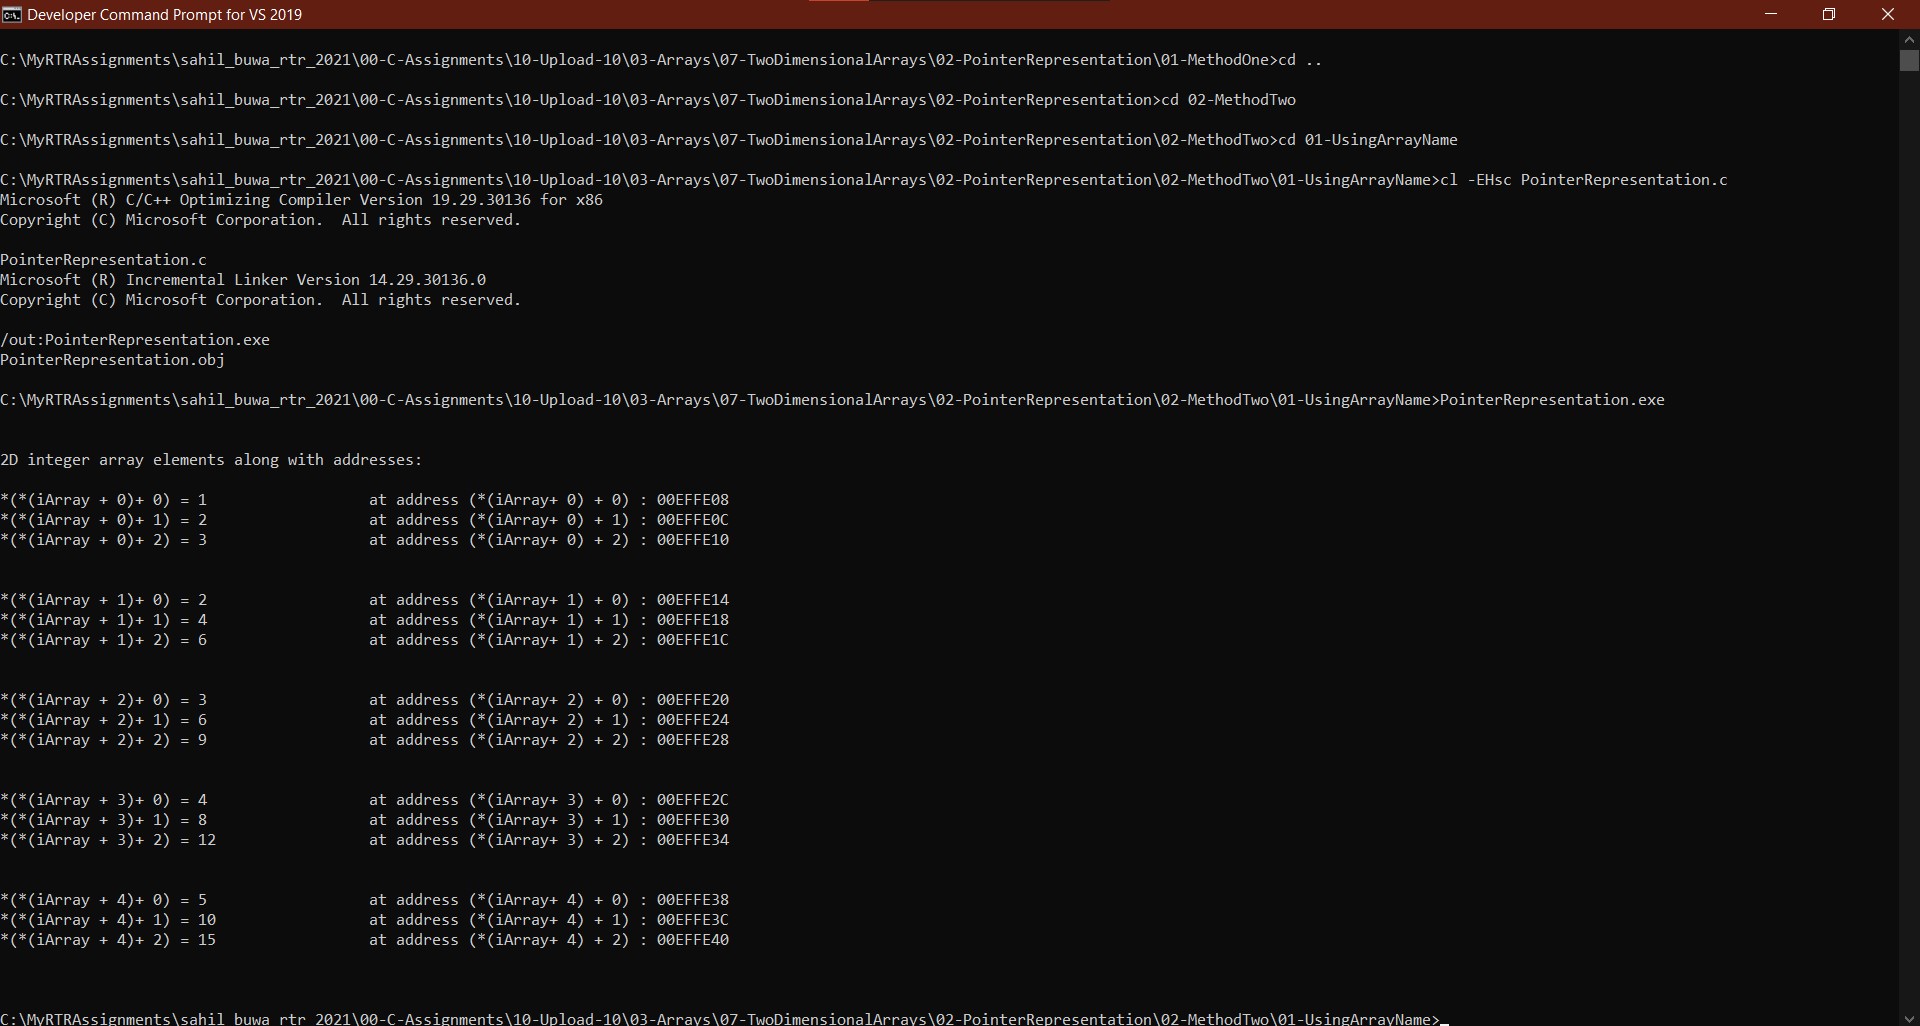 Developer Command Prompt for VS 2019
C:\MyRTRAssignments\sahil_buwa_rtr_2021\00-C-Assignments\10-Upload-10\03-Arrays\07-TwoDimensionalArrays\02-PointerRepresentation\01-MethodOne>cd ..
C:\MyRTRAssignments\sahil_buwa_rtr_2021\00-C-Assignments\10-Upload-10\03-Arrays\07-TwoDimensionalArrays\02-PointerRepresentation>cd 02-MethodTwo
C:\MyRTRAssignments\sahil_buwa_rtr_2021\00-C-Assignments\10-Upload-10\03-Arrays\07-TwoDimensionalArrays\02-PointerRepresentation\02-MethodTwo>cd 01-UsingArrayName
C:\MyRTRAssignments\sahil_buwa_rtr_2021\00-C-Assignments\10-Upload-10\03-Arrays\07-TwoDimensionalArrays\02-PointerRepresentation\02-MethodTwo\01-UsingArrayName>cl -EHsc PointerRepresentation.c
Microsoft (R) C/C++ Optimizing Compiler Version 19.29.30136 for x86
Copyright (C) Microsoft Corporation.  All rights reserved.
PointerRepresentation.c
Microsoft (R) Incremental Linker Version 14.29.30136.0
Copyright (C) Microsoft Corporation.  All rights reserved.
/out:PointerRepresentation.exe
PointerRepresentation.obj
C:\MyRTRAssignments\sahil_buwa_rtr_2021\00-C-Assignments\10-Upload-10\03-Arrays\07-TwoDimensionalArrays\02-PointerRepresentation\02-MethodTwo\01-UsingArrayName>PointerRepresentation.exe
2D integer array elements along with addresses:
*(*(iArray + 0)+ 0) = 1 at address (*(iArray+ 0) + 0) : 00EFFE08
*(*(iArray + 0)+ 1) = 2 at address (*(iArray+ 0) + 1) : 00EFFE0C
*(*(iArray + 0)+ 2) = 3 at address (*(iArray+ 0) + 2) : 00EFFE10
*(*(iArray + 1)+ 0) = 2 at address (*(iArray+ 1) + 0) : 00EFFE14
*(*(iArray + 1)+ 1) = 4 at address (*(iArray+ 1) + 1) : 00EFFE18
*(*(iArray + 1)+ 2) = 6 at address (*(iArray+ 1) + 2) : 00EFFE1C
*(*(iArray + 2)+ 0) = 3 at address (*(iArray+ 2) + 0) : 00EFFE20
*(*(iArray + 2)+ 1) = 6 at address (*(iArray+ 2) + 1) : 00EFFE24
*(*(iArray + 2)+ 2) = 9 at address (*(iArray+ 2) + 2) : 00EFFE28
*(*(iArray + 3)+ 0) = 4 at address (*(iArray+ 3) + 0) : 00EFFE2C
*(*(iArray + 3)+ 1) = 8 at address (*(iArray+ 3) + 1) : 00EFFE30
*(*(iArray + 3)+ 2) = 12 at address (*(iArray+ 3) + 2) : 00EFFE34
*(*(iArray + 4)+ 0) = 5 at address (*(iArray+ 4) + 0) : 00EFFE38
*(*(iArray + 4)+ 1) = 10 at address (*(iArray+ 4) + 1) : 00EFFE3C
*(*(iArray + 4)+ 2) = 15 at address (*(iArray+ 4) + 2) : 00EFFE40
C:\MyRTRAssignments\sahil_buwa_rtr_2021\00-C-Assignments\10-Upload-10\03-Arrays\07-TwoDimensionalArrays\02-PointerRepresentation\02-MethodTwo\01-UsingArrayName>